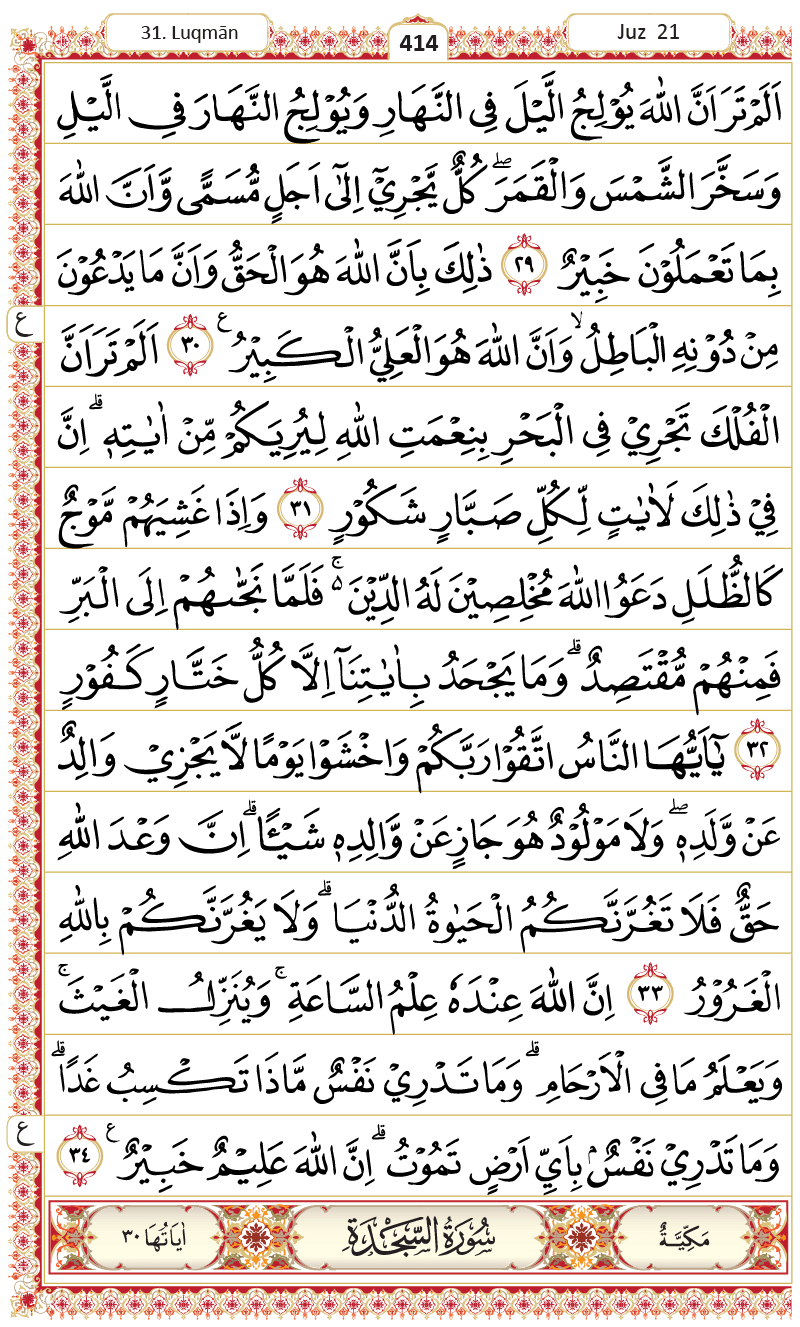 31. Luqmān
414
Juz 21
اَلَمْ تَرَ اَنَّ اللّٰهَ يُوْلِجُ الَّيْلَ فِى النَّهَارِ وَيُوْلِجُ النَّهَارَ فِى الَّيْلِ
وَسَخَّرَ الشَّمْسَ وَالْقَمَرَ ۖ كُلٌّ يَّجْرِيْٓ اِلٰٓى اَجَلٍ مُّسَمًّى وَّاَنَّ اللّٰهَ
بِمَا تَعْمَلُوْنَ خَبِيْرٌ ٢٩ ذٰلِكَ بِاَنَّ اللّٰهَ هُوَ الْحَقُّ وَاَنَّ مَا يَدْعُوْنَ
ع
مِنْ دُوْنِهِ الْبَاطِلُ ۙ وَاَنَّ اللّٰهَ هُوَ الْعَلِيُّ الْكَبِيْرُ ع ٣٠ اَلَمْ تَرَ اَنَّ
الْفُلْكَ تَجْرِيْ فِى الْبَحْرِ بِنِعْمَتِ اللّٰهِ لِيُرِيَكُمْ مِّنْ اٰيٰتِهٖ ۗ اِنَّ
فِيْ ذٰلِكَ لَاٰيٰتٍ لِّكُلِّ صَبَّارٍ شَكُوْرٍ ٣١ وَاِذَا غَشِيَهُمْ مَّوْجٌ
كَالظُّلَلِ دَعَوُا اللّٰهَ مُخْلِصِيْنَ لَهُ الدِّيْنَ ەۚ فَلَمَّا نَجّٰىهُمْ اِلَى الْبَرِّ
فَمِنْهُمْ مُّقْتَصِدٌ ۗ وَمَا يَجْحَدُ بِاٰيٰتِنَآ اِلَّا كُلُّ خَتَّارٍ كَفُوْرٍ
٣٢ يٰٓاَيُّهَا النَّاسُ اتَّقُوْا رَبَّكُمْ وَاخْشَوْا يَوْمًا لَّا يَجْزِيْ وَالِدٌ
عَنْ وَّلَدِهٖ ۖ وَلَا مَوْلُوْدٌ هُوَ جَازٍ عَنْ وَّالِدِهٖ شَيْـًٔا ۗ اِنَّ وَعْدَ اللّٰهِ
حَقٌّ فَلَا تَغُرَّنَّكُمُ الْحَيٰوةُ الدُّنْيَا ۗ وَلَا يَغُرَّنَّكُمْ بِاللّٰهِ
الْغَرُوْرُ ٣٣ اِنَّ اللّٰهَ عِنْدَهٗ عِلْمُ السَّاعَةِ ۚ وَيُنَزِّلُ الْغَيْثَ ۚ
وَيَعْلَمُ مَا فِى الْاَرْحَامِ ۗ وَمَا تَدْرِيْ نَفْسٌ مَّاذَا تَكْسِبُ غَدًا ۗ
ع
وَمَا تَدْرِيْ نَفْسٌۢ بِاَيِّ اَرْضٍ تَمُوْتُ ۗ اِنَّ اللّٰهَ عَلِيْمٌ خَبِيْرٌ ع ٣٤
مَكِّيَّةٌ سُوْرَةُ السَّجْدَةِ اٰيَاتُهَا ٣٠